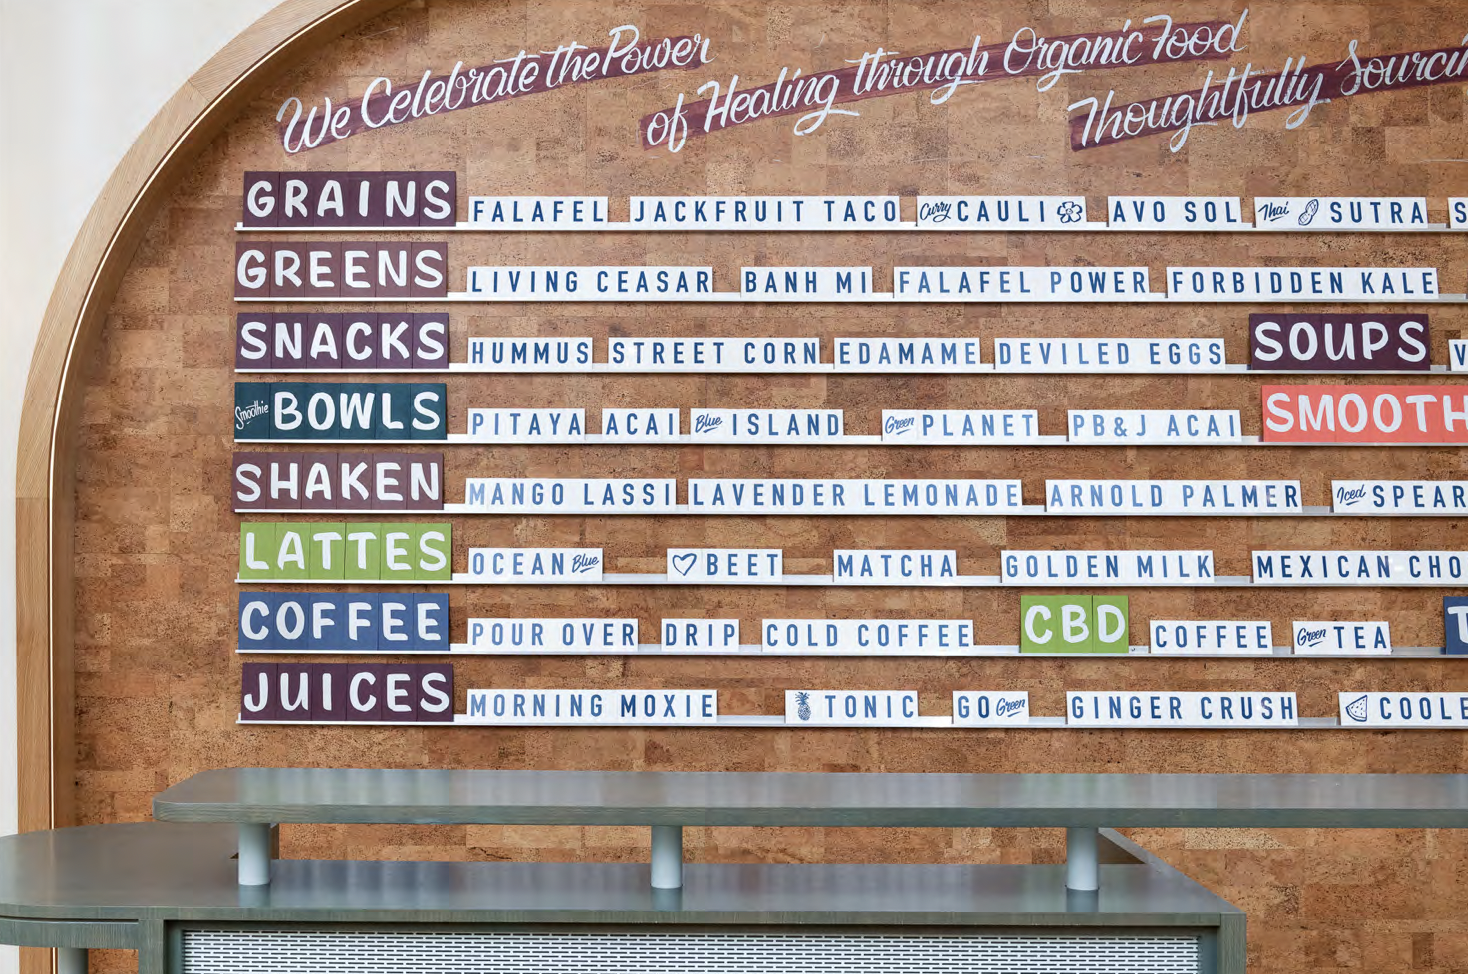 We Celebrate the Power
of Healing through Organic Food
Thoughtfully
GRAINS FALAFEL JACKFRUIT TACO Curry CAULI AVO SOL Thai SUTRA S
GREENS LIVING CEASAR BANH MI FALAFEL POWER FORBIDDEN KALE
SNACKS HUMMUS STREET CORN EDAMAME DEVILED EGGS SOUPS V
Smoothie BOWLS PITAYA ACAI Blue ISLAND Green PLANET PB&J ACAI SMOOTH
SHAKEN MANGO LASSI LAVENDER LEMONADE ARNOLD PALMER Iced SPEAR
LATTES OCEAN Blue BEET MATCHA GOLDEN MILK MEXICAN CHO
COFFEE POUR OVER DRIP COLD COFFEE CBD COFFEE Green TEA T
JUICES MORNING MOXIE TONIC GO Green GINGER CRUSH COOLE